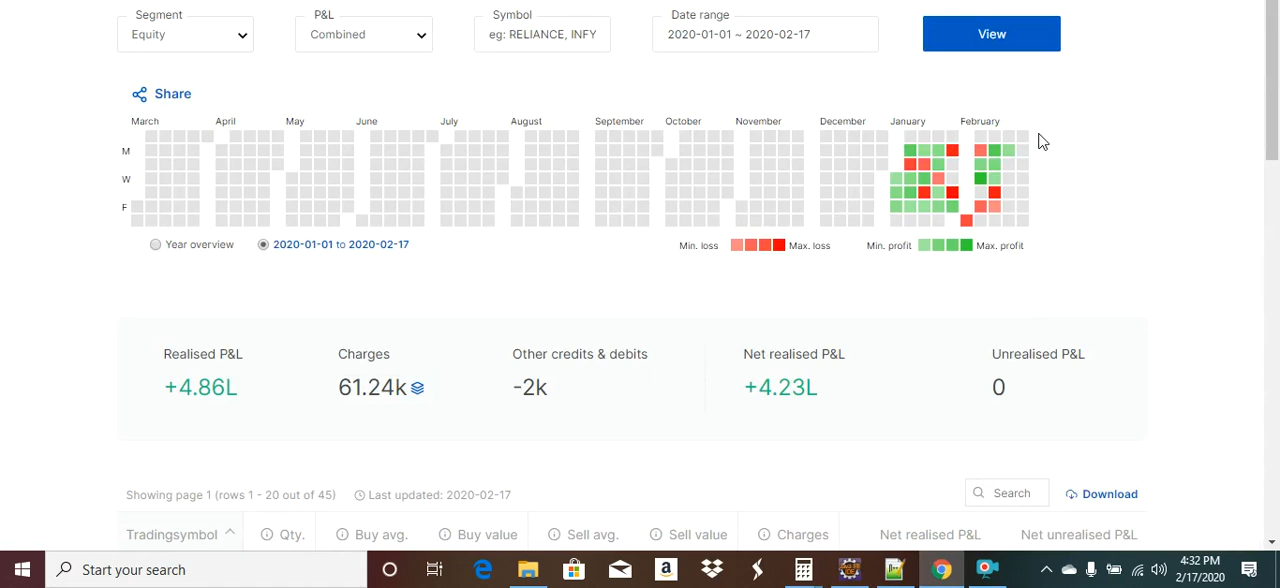 Segment P&L Symbol Date range
Equity Combined eg: RELIANCE, INFY 2020-01-01 ~ 2020-02-17 View
Share
March April May June July August September October November December January February
M
W
F
Year overview 2020-01-01 to 2020-02-17 Min. loss Max. loss Min. profit Max. profit
Realised P&L Charges Other credits & debits Net realised P&L Unrealised P&L
+4.86L 61.24k -2k +4.23L 0
Showing page 1 (rows 1 - 20 out of 45) Last updated: 2020-02-17 Search Download
Tradingsymbol Qty. Buy avg. Buy value Sell avg. Sell value Charges Net realised P&L Net unrealised P&L
Start your search 4:32 PM
2/17/2020